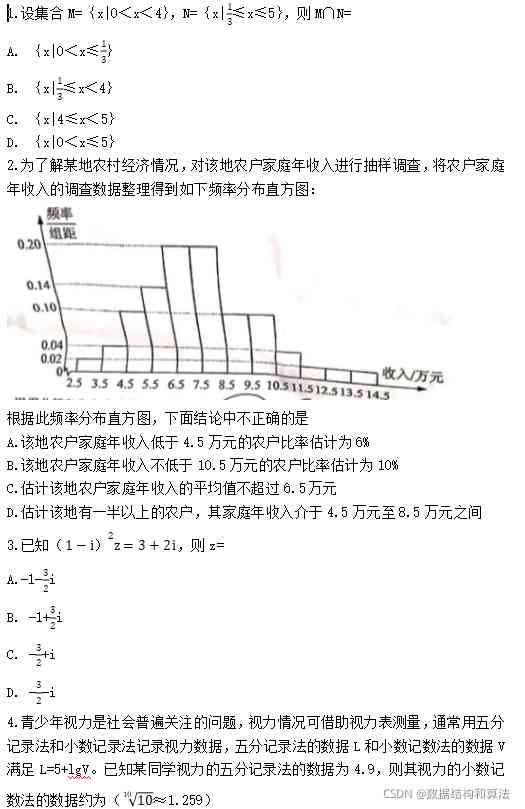 1.设集合 M= {x|0＜x＜4}，N= {x|1/3≤x≤5}，则 M∩N=
A. {x|0＜x≤1/3}
B. {x|1/3≤x＜4}
C. {x|4≤x＜5}
D. {x|0＜x≤5}
2.为了解某地农村经济情况，对该地农户家庭年收入进行抽样调查，将农户家庭
年收入的调查数据整理得到如下频率分布直方图：
频率
组距
0.20
0.14
0.10
0.04
0.02
0
2.5 3.5 4.5 5.5 6.5 7.5 8.5 9.5 10.5 11.5 12.5 13.5 14.5
收入/万元
根据此频率分布直方图，下面结论中不正确的是
A.该地农户家庭年收入低于 4.5 万元的农户比率估计为 6%
B.该地农户家庭年收入不低于 10.5 万元的农户比率估计为 10%
C.估计该地农户家庭年收入的平均值不超过 6.5 万元
D.估计该地有一半以上的农户，其家庭年收入介于 4.5 万元至 8.5 万元之间
3.已知（1−i）²z＝3＋2i，则 z=
A.−1−3/2i
B. −1+3/2i
C. −3/2+i
D. −3/2−i
4.青少年视力是社会普遍关注的问题，视力情况可借助视力表测量，通常用五分
记录法和小数记录法记录视力数据，五分记录法的数据 L 和小数记数法的数据 V
满足 L=5+lgV。已知某同学视力的五分记录法的数据为 4.9，则其视力的小数记
数法的数据约为（¹⁰√10≈1.259）
CSDN @数据结构和算法